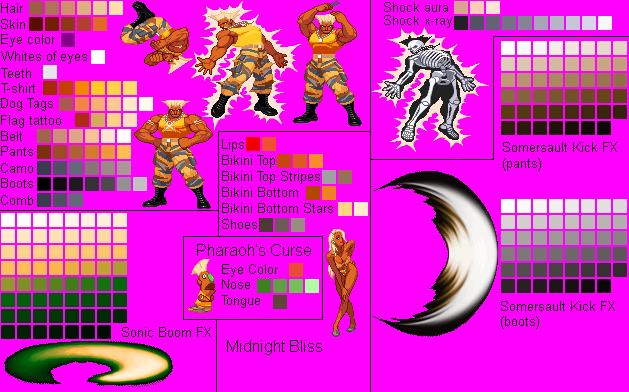 Hair
Skin
Eye color
Whites of eyes
Teeth
T-shirt
Dog Tags
Flag tattoo
Belt
Pants
Camo
Boots
Comb
Shock aura
Shock x-ray
Somersault Kick FX
(pants)
Lips
Bikini Top
Bikini Top Stripes
Bikini Bottom
Bikini Bottom Stars
Shoes
Pharaoh's Curse
Eye Color
Nose
Tongue
Somersault Kick FX
(boots)
Sonic Boom FX
Midnight Bliss